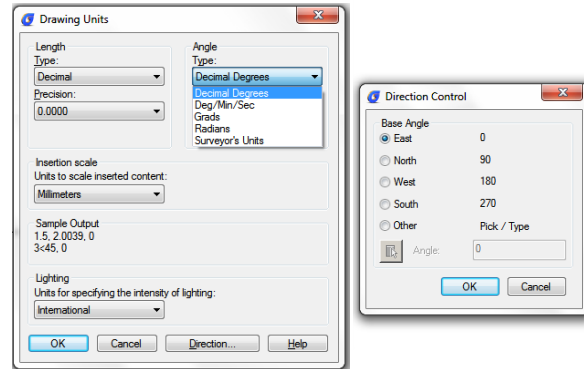 Drawing Units
Length
Type:
Decimal
Precision:
0.0000
Angle
Type:
Decimal Degrees
Decimal Degrees
Deg/Min/Sec
Grads
Radians
Surveyor's Units
Insertion scale
Units to scale inserted content:
Millimeters
Sample Output
1.5, 2.0039, 0
3<45, 0
Lighting
Units for specifying the intensity of lighting:
International
OK Cancel Direction... Help
Direction Control
Base Angle
East 0
North 90
West 180
South 270
Other Pick / Type
Angle: 0
OK Cancel